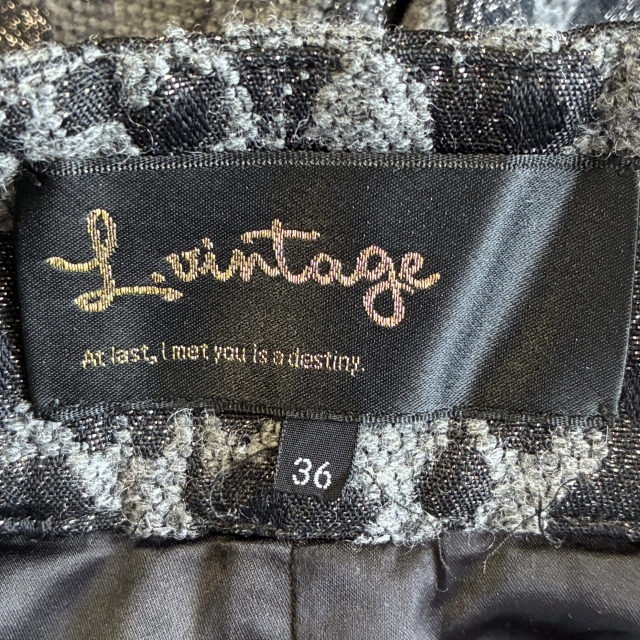 L.vintage
At last, I met you is a destiny.
36